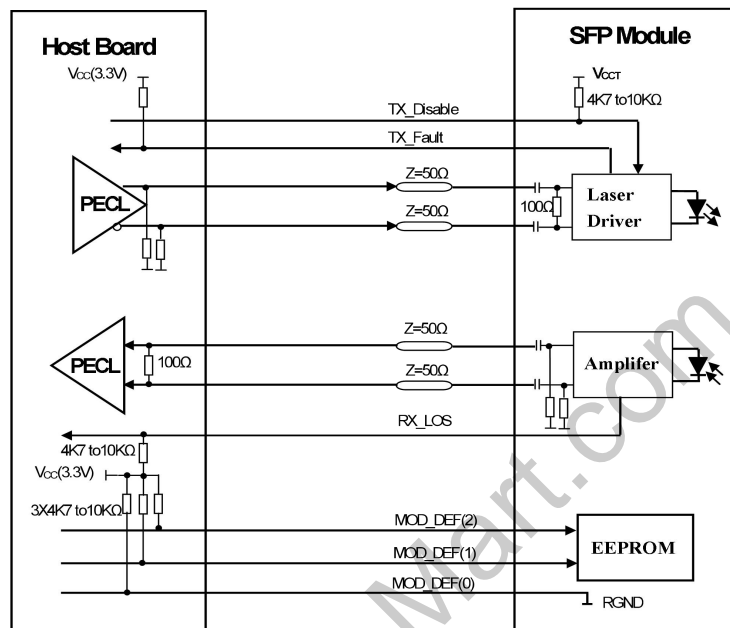 Host Board
SFP Module
Vcc(3.3V)
VCCT
4K7 to10KΩ
TX_Disable
TX_Fault
PECL
Z=50Ω
Z=50Ω
100Ω
Laser
Driver
PECL
100Ω
Z=50Ω
Z=50Ω
Amplifer
RX_LOS
4K7 to10KΩ
Vcc(3.3V)
3X4K7 to10KΩ
MOD_DEF(2)
MOD_DEF(1)
MOD_DEF(0)
EEPROM
RGND
Mart.com